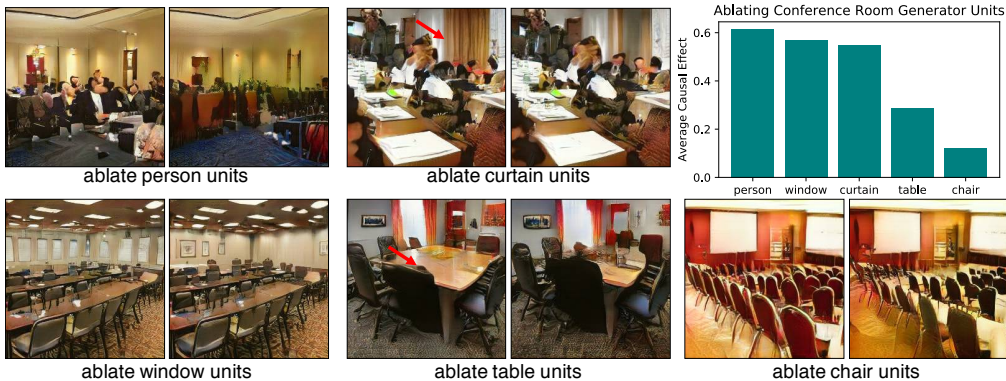 Ablating Conference Room Generator Units
Average Causal Effect
0.6
0.4
0.2
0.0
person window curtain table chair
ablate person units
ablate curtain units
ablate window units
ablate table units
ablate chair units